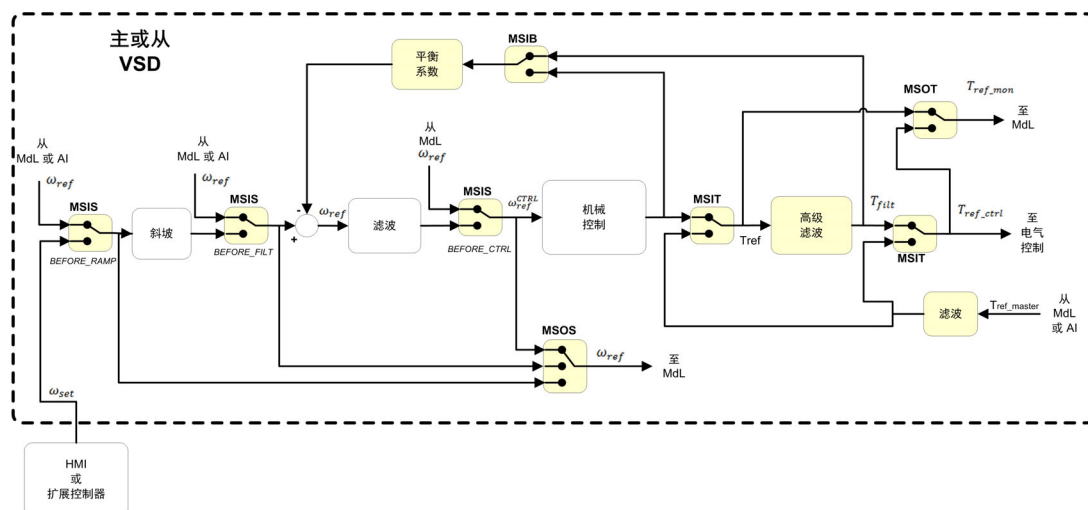 主或从
VSD
平衡
系数
MSIB
MSOT
T_ref_mon
至
MdL
从
MdL 或 AI
ω_ref
从
MdL 或 AI
ω_ref
从
MdL
ω_ref
MSIS
斜坡
MSIS
-
+
ω_ref
滤波
MSIS
ω_ref^CTRL
机械
控制
MSIT
Tref
高级
滤波
T_filt
MSIT
T_ref_ctrl
至
电气
控制
BEFORE_RAMP
BEFORE_FILT
BEFORE_CTRL
滤波
T_ref_master
从
MdL
或 AI
MSOS
ω_ref
至
MdL
ω_set
HMI
或
扩展控制器